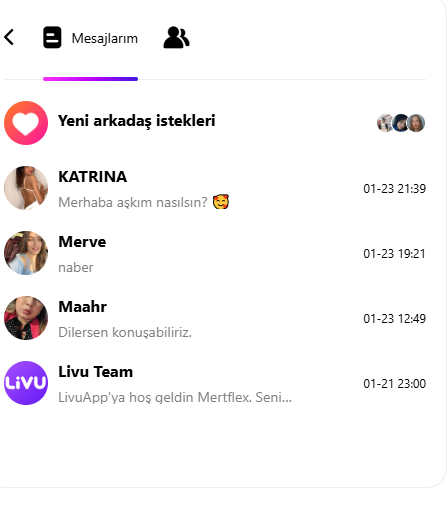 Mesajlarım
Yeni arkadaş istekleri
KATRINA
Merhaba aşkım nasılsın? 🥰
01-23 21:39
Merve
naber
01-23 19:21
Maahr
Dilersen konuşabiliriz.
01-23 12:49
LivU
Livu Team
LivuApp'ya hoş geldin Mertflex. Seni...
01-21 23:00